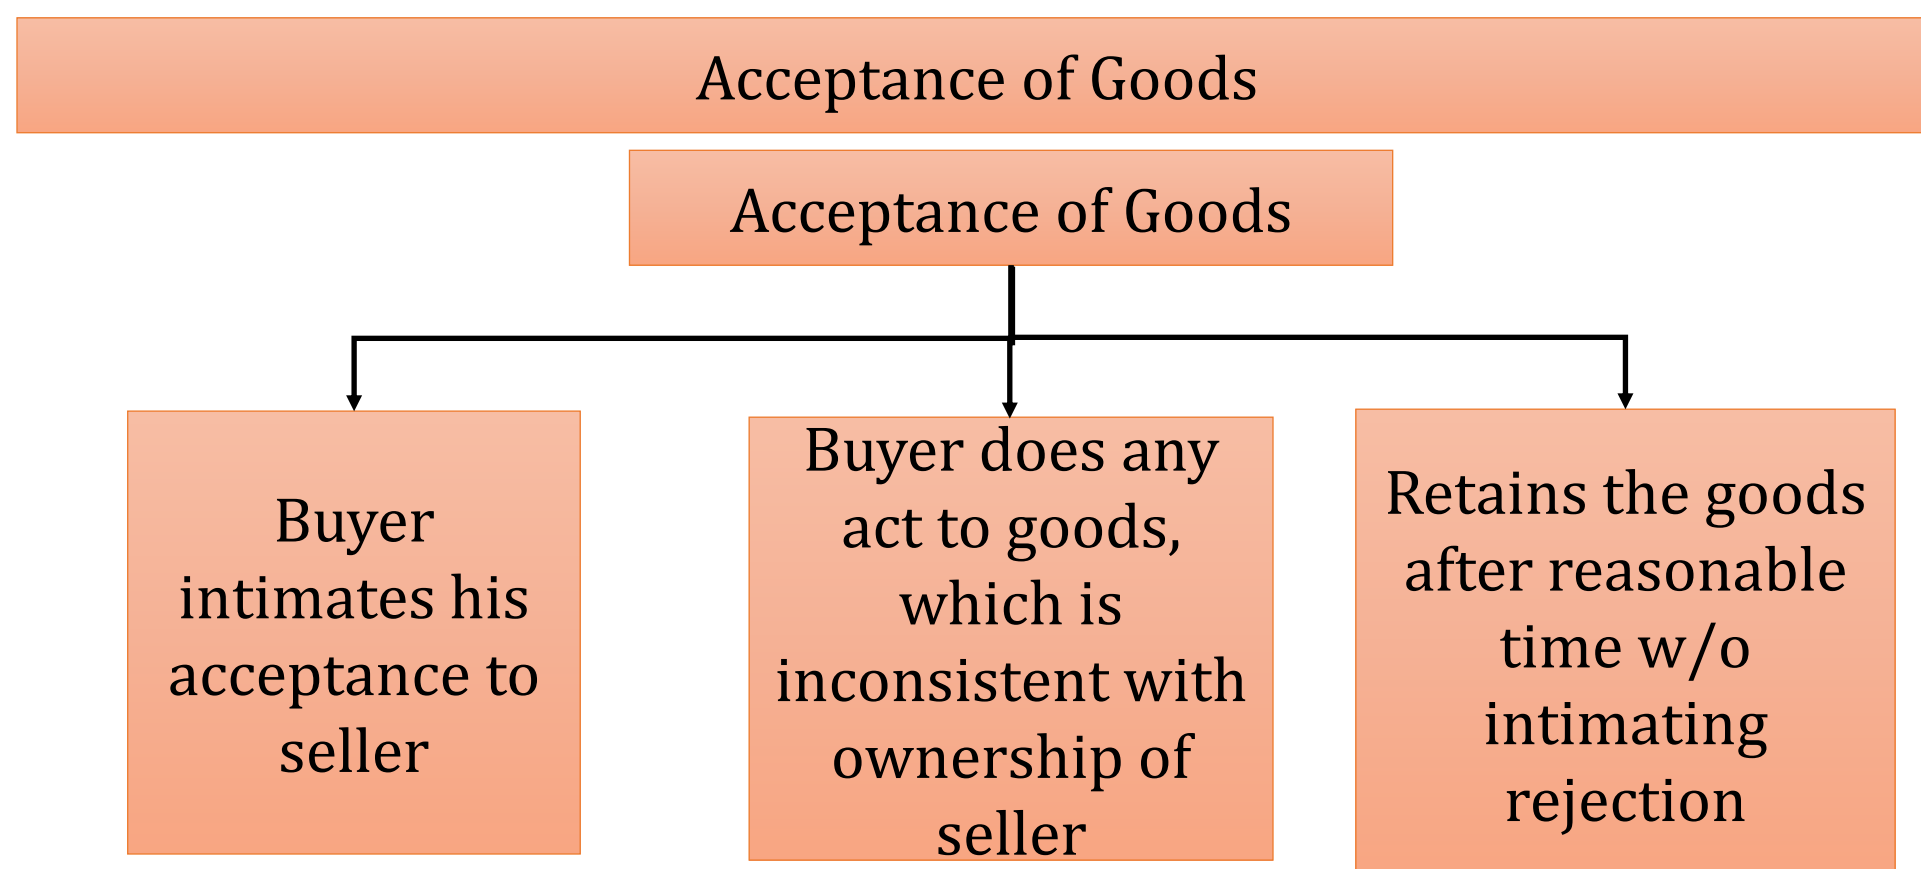 Acceptance of Goods
Acceptance of Goods
Buyer
intimates his
acceptance to
seller
Buyer does any
act to goods,
which is
inconsistent with
ownership of
seller
Retains the goods
after reasonable
time w/o
intimating
rejection